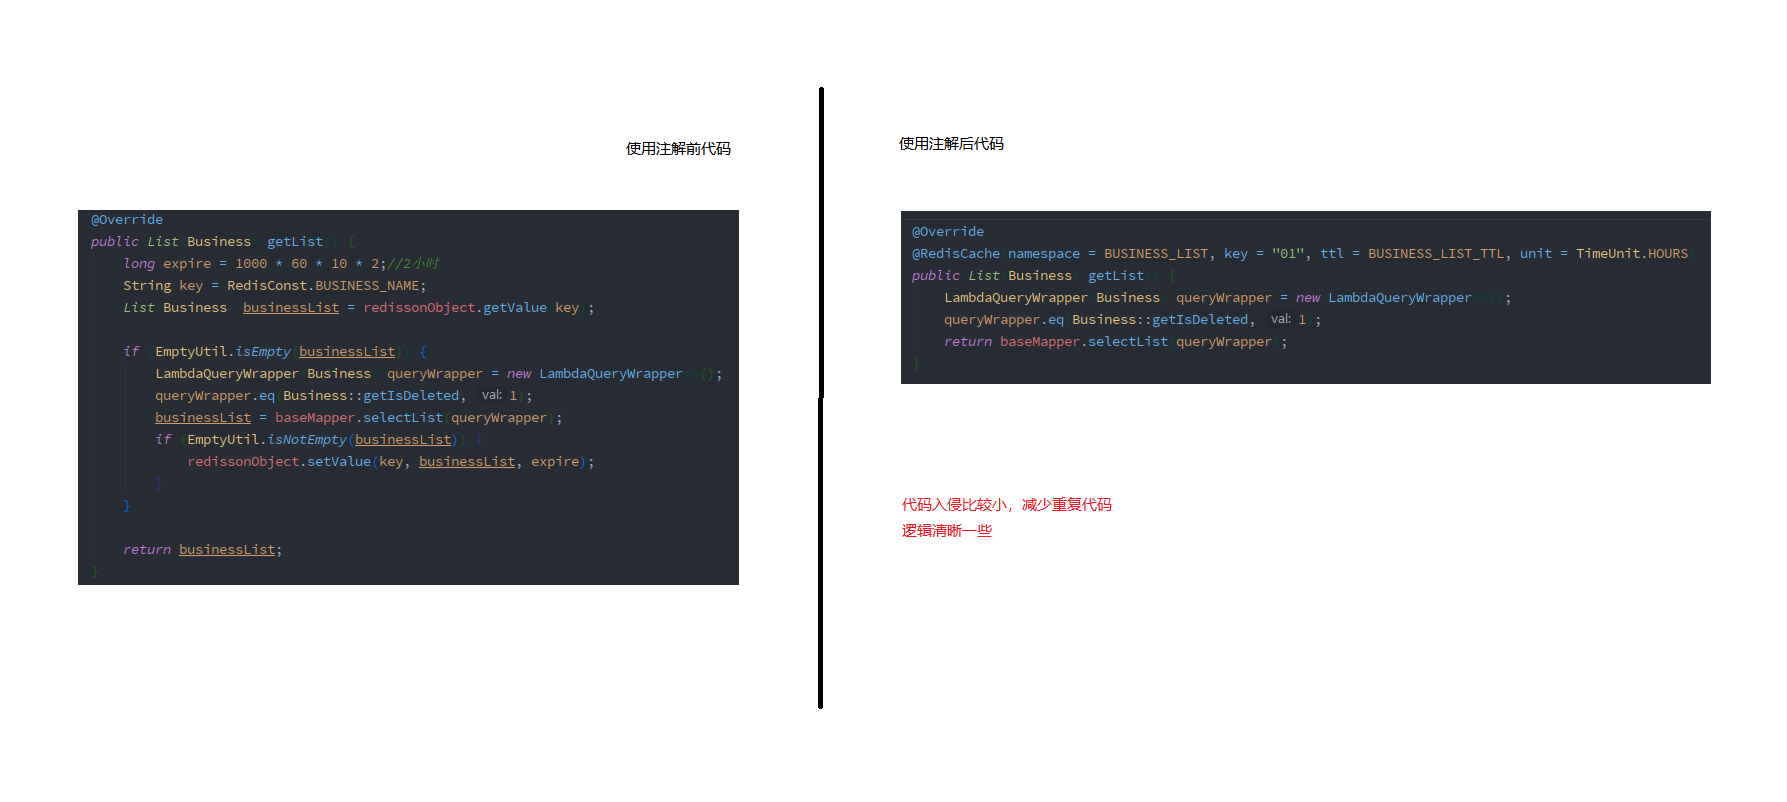 使用注解前代码
@Override
public List<Business> getList() {
long expire = 1000 * 60 * 10 * 2;//2小时
String key = RedisConst.BUSINESS_NAME;
List<Business> businessList = redissonObject.getValue(key);
if (EmptyUtil.isEmpty(businessList)) {
LambdaQueryWrapper<Business> queryWrapper = new LambdaQueryWrapper<>();
queryWrapper.eq(Business::getIsDeleted, val: 1);
businessList = baseMapper.selectList(queryWrapper);
if (EmptyUtil.isNotEmpty(businessList)) {
redissonObject.setValue(key, businessList, expire);
}
}
return businessList;
}
使用注解后代码
@Override
@RedisCache(namespace = BUSINESS_LIST, key = "01", ttl = BUSINESS_LIST_TTL, unit = TimeUnit.HOURS)
public List<Business> getList() {
LambdaQueryWrapper<Business> queryWrapper = new LambdaQueryWrapper<>();
queryWrapper.eq(Business::getIsDeleted, val: 1);
return baseMapper.selectList(queryWrapper);
}
代码入侵比较小，减少重复代码
逻辑清晰一些